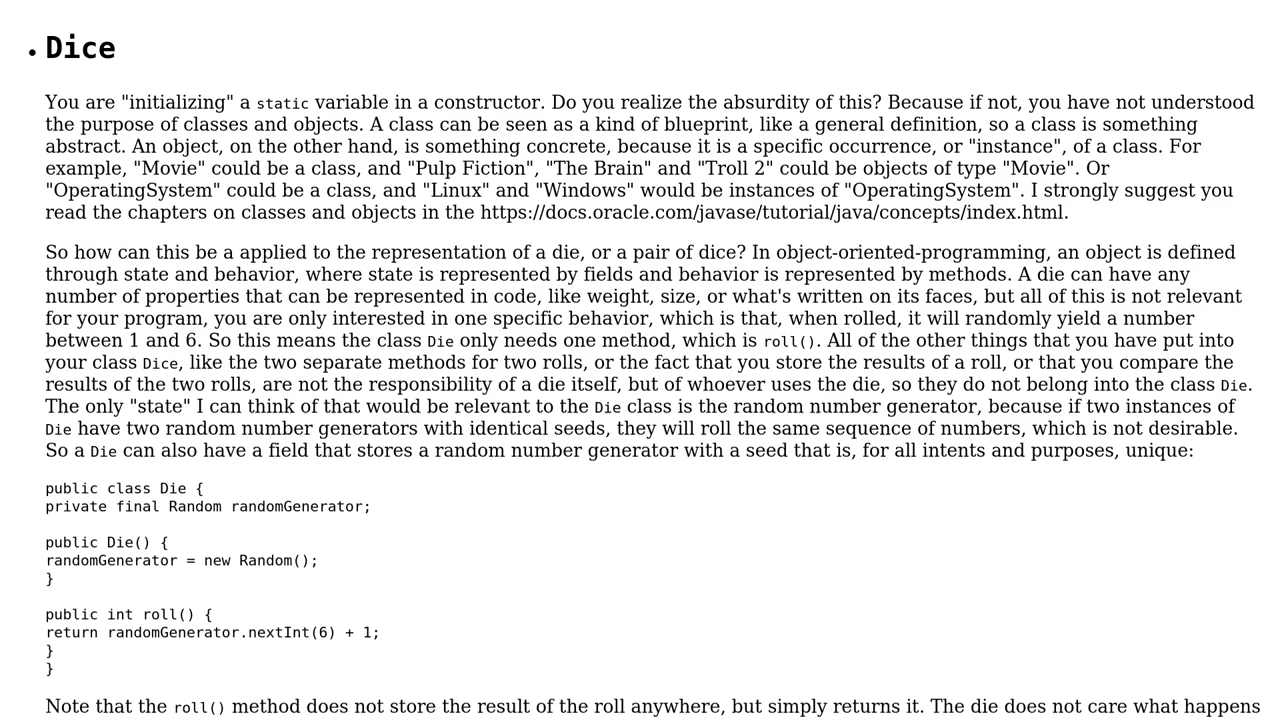 Dice
You are "initializing" a static variable in a constructor. Do you realize the absurdity of this? Because if not, you have not understood
the purpose of classes and objects. A class can be seen as a kind of blueprint, like a general definition, so a class is something
abstract. An object, on the other hand, is something concrete, because it is a specific occurrence, or "instance", of a class. For
example, "Movie" could be a class, and "Pulp Fiction", "The Brain" and "Troll 2" could be objects of type "Movie". Or
"OperatingSystem" could be a class, and "Linux" and "Windows" would be instances of "OperatingSystem". I strongly suggest you
read the chapters on classes and objects in the https://docs.oracle.com/javase/tutorial/java/concepts/index.html.
So how can this be a applied to the representation of a die, or a pair of dice? In object-oriented-programming, an object is defined
through state and behavior, where state is represented by fields and behavior is represented by methods. A die can have any
number of properties that can be represented in code, like weight, size, or what's written on its faces, but all of this is not relevant
for your program, you are only interested in one specific behavior, which is that, when rolled, it will randomly yield a number
between 1 and 6. So this means the class Die only needs one method, which is roll(). All of the other things that you have put into
your class Dice, like the two separate methods for two rolls, or the fact that you store the results of a roll, or that you compare the
results of the two rolls, are not the responsibility of a die itself, but of whoever uses the die, so they do not belong into the class Die.
The only "state" I can think of that would be relevant to the Die class is the random number generator, because if two instances of
Die have two random number generators with identical seeds, they will roll the same sequence of numbers, which is not desirable.
So a Die can also have a field that stores a random number generator with a seed that is, for all intents and purposes, unique:
public class Die {
private final Random randomGenerator;
public Die() {
randomGenerator = new Random();
}
public int roll() {
return randomGenerator.nextInt(6) + 1;
}
}
Note that the roll() method does not store the result of the roll anywhere, but simply returns it. The die does not care what happens